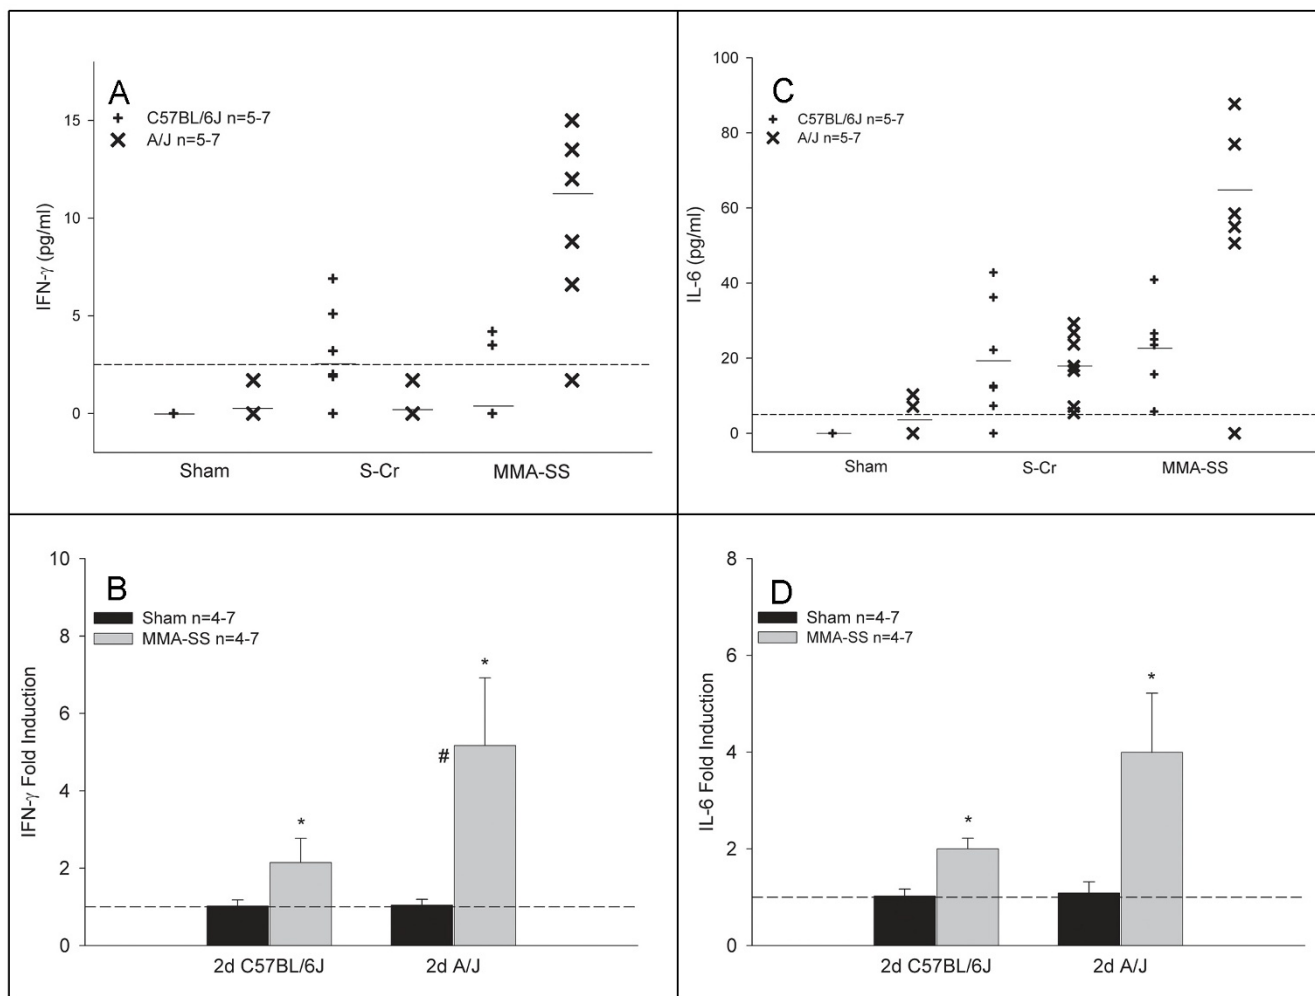 A
C57BL/6J n=5-7
A/J n=5-7
IFN-γ (pg/ml)
15
10
5
0
Sham
S-Cr
MMA-SS
C
C57BL/6J n=5-7
A/J n=5-7
IL-6 (pg/ml)
100
80
60
40
20
0
Sham
S-Cr
MMA-SS
B
Sham n=4-7
MMA-SS n=4-7
IFN-γ Fold Induction
10
8
6
4
2
0
*
#
*
2d C57BL/6J
2d A/J
D
Sham n=4-7
MMA-SS n=4-7
IL-6 Fold Induction
8
6
4
2
0
*
*
2d C57BL/6J
2d A/J